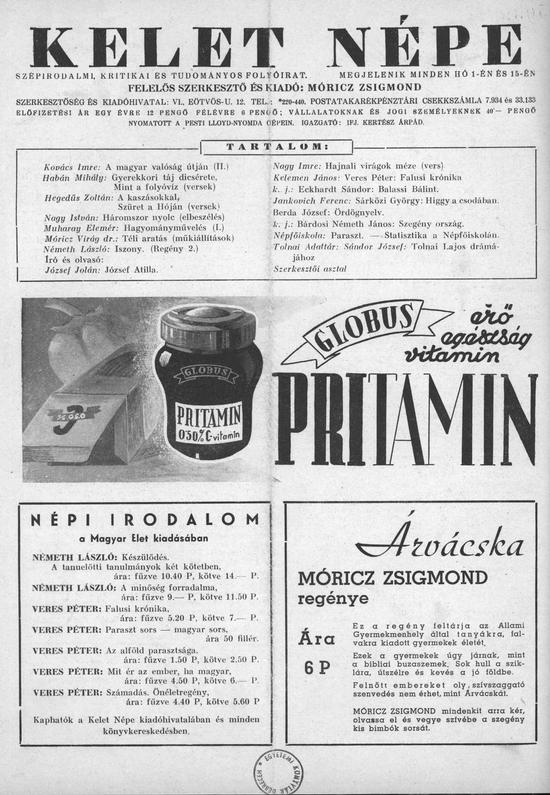 KELET NÉPE
SZÉPIRODALMI, KRITIKAI ÉS TUDOMÁNYOS FOLYÓIRAT. MEGJELENIK MINDEN HÓ 1-ÉN ÉS 15-ÉN
FELELŐS SZERKESZTŐ ÉS KIADÓ: MÓRICZ ZSIGMOND
SZERKESZTŐSÉG ÉS KIADÓHIVATAL: VI., EÖTVÖS-U. 12. TEL.: *220-440. POSTATAKARÉKPÉNZTÁRI CSEKKSZÁMLA 7.934 és 33.133
ELŐFIZETÉSI ÁR EGY ÉVRE 12 PENGŐ FÉLÉVRE 6 PENGŐ; VÁLLALATOKNAK ÉS JOGI SZEMÉLYEKNEK 40— PENGŐ
NYOMATOTT A PESTI LLOYD-NYOMDA GÉPEIN. IGAZGATÓ: IFJ. KERTÉSZ ÁRPÁD.
TARTALOM:
Kovács Imre: A magyar valóság útján (II.)
Habán Mihály: Gyerekkori táj dicsérete,
Mint a folyóvíz (versek)
Hegedűs Zoltán: A kaszásokkal,
Szüret a Hóján (versek)
Nagy István: Háromszor nyolc (elbeszélés)
Muharay Elemér: Hagyományművelés (I.)
Móricz Virág dr.: Téli aratás (műkiállítások)
Németh László: Iszony. (Regény 2.)
Író és olvasó:
József Jolán: József Atilla.
Nagy Imre: Hajnali virágok méze (vers)
Kelemen János: Veres Péter: Falusi krónika
k. j.: Eckhardt Sándor: Balassi Bálint.
Jankovich Ferenc: Sárközi György: Higgy a csodában.
Berda József: Ördögnyelv.
k. j.: Bárdosi Németh János: Szegény ország.
Népfőiskola: Paraszt. — Statisztika a Népfőiskolán.
Tolnai Adattár: Sándor József: Tolnai Lajos drámájához
Szerkesztői asztal
GLOBUS
erő
egészség
vitamin
PRITAMIN
GLOBUS
PRITAMIN
030% C-vitamin
NÉPI IRODALOM
a Magyar Élet kiadásában
NÉMETH LÁSZLÓ: Készülődés.
A tanuelőtti tanulmányok két kötetben,
ára: fűzve 10.40 P, kötve 14.— P.
NÉMETH LÁSZLÓ: A minőség forradalma,
ára: fűzve 9.— P, kötve 11.50 P.
VERES PÉTER: Falusi krónika,
ára: fűzve 5.20 P, kötve 7.— P.
VERES PÉTER: Paraszt sors — magyar sors,
ára 50 fillér.
VERES PÉTER: Az alföld parasztsága.
ára: fűzve 1.50 P, kötve 2.50 P.
VERES PÉTER: Mit ér az ember, ha magyar,
ára: fűzve 4.50 P, kötve 6.— P.
VERES PÉTER: Számadás. Önéletregény,
ára: fűzve 4.40 P, kötve 5.60 P
Kaphatók a Kelet Népe kiadóhivatalában és minden
könyvkereskedésben.
Árvácska
MÓRICZ ZSIGMOND
regénye
Ára
6 P
Ez a regény feltárja az Állami
Gyermekmenhely által tanyákra, falvakra
kiadott gyermekek életét,
Ezek a gyermekek úgy járnak, mint
a bibliai buzaszemek. Sok hull a sziklára,
útszélre és kevés a jó földbe.
Felnőtt embereket oly szívszaggató
szenvedés nem érhet, mint Árvácskát.
MÓRICZ ZSIGMOND mindenkit arra kér,
olvassa el és vegye szívébe a szegény
kis bimbók sorsát.